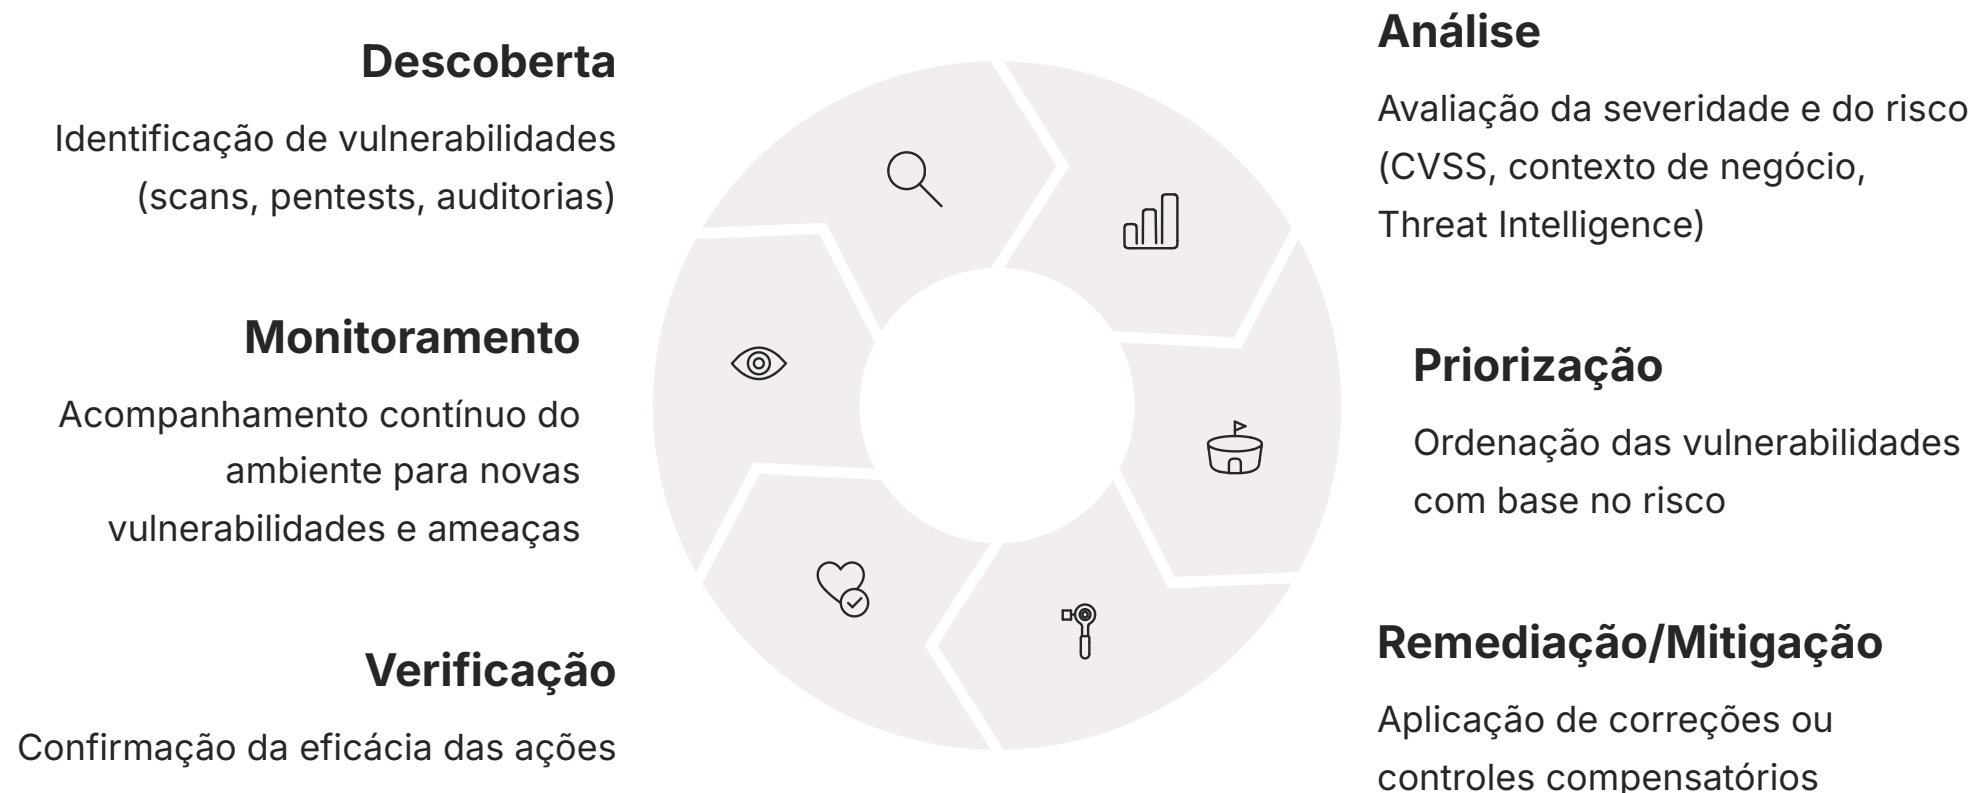 Descoberta
Identificação de vulnerabilidades
(scans, pentests, auditorias)
Análise
Avaliação da severidade e do risco
(CVSS, contexto de negócio,
Threat Intelligence)
Priorização
Ordenação das vulnerabilidades
com base no risco
Remediação/Mitigação
Aplicação de correções ou
controles compensatórios
Verificação
Confirmação da eficácia das ações
Monitoramento
Acompanhamento contínuo do
ambiente para novas
vulnerabilidades e ameaças